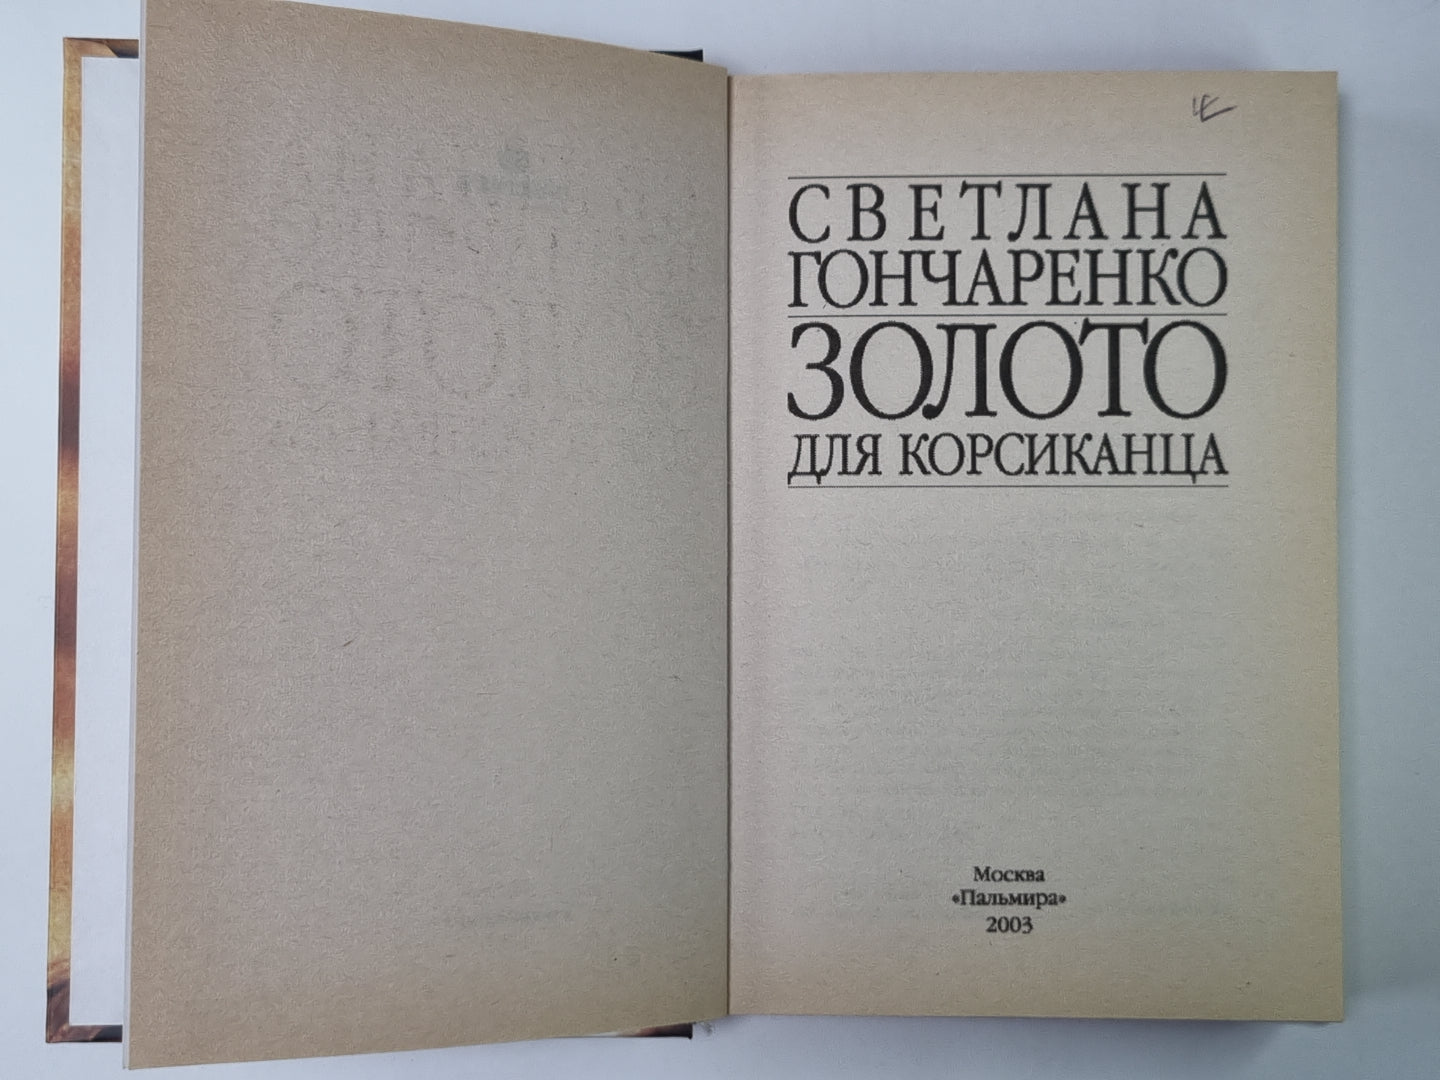 СВЕТЛАНА
ГОНЧАРЕНКО
ЗОЛОТО
ДЛЯ КОРСИКАНЦА
Москва
«Пальмира»
2003